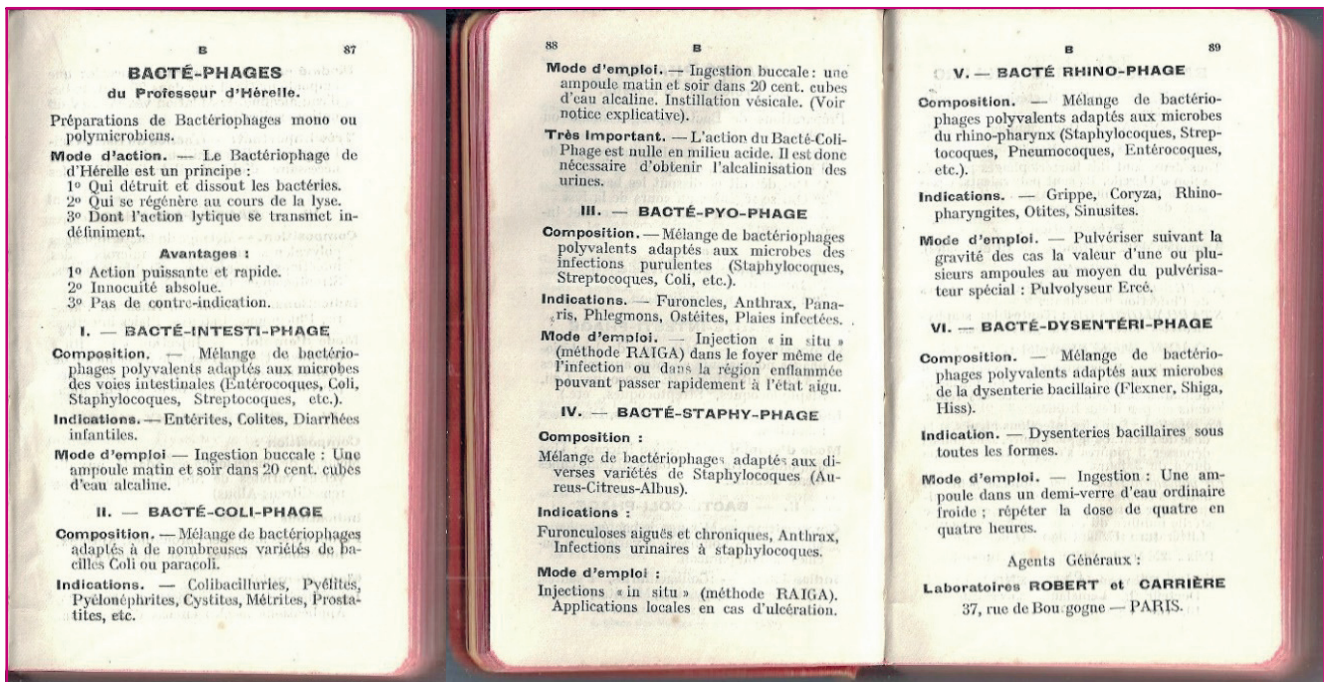 B 87
BACTÉ-PHAGES
du Professeur d'Hérelle.
Préparations de Bactériophages mono ou
polymicrobiens.
Mode d'action. — Le Bactériophage de
d'Hérelle est un principe :
1º Qui détruit et dissout les bactéries.
2º Qui se régénère au cours de la lyse.
3º Dont l'action lytique se transmet in-
définiment.
Avantages :
1º Action puissante et rapide.
2º Innocuité absolue.
3º Pas de contre-indication.
I. — BACTÉ-INTESTI-PHAGE
Composition. — Mélange de bactério-
phages polyvalents adaptés aux microbes
des voies intestinales (Entérocoques, Coli,
Staphylocoques, Streptocoques, etc.).
Indications. — Entérites, Colites, Diarrhées
infantiles.
Mode d'emploi — Ingestion buccale : Une
ampoule matin et soir dans 20 cent. cubes
d'eau alcaline.
II. — BACTÉ-COLI-PHAGE
Composition. — Mélange de bactériophages
adaptés à de nombreuses variétés de ba-
cilles Coli ou paracoli.
Indications. — Colibacilluries, Pyélites,
Pyélonéphrites, Cystites, Métrites, Prosta-
tites, etc.
88 B
Mode d'emploi. — Ingestion buccale : une
ampoule matin et soir dans 20 cent. cubes
d'eau alcaline. Instillation vésicale. (Voir
notice explicative).
Très Important. — L'action du Bacté-Coli-
Phage est nulle en milieu acide. Il est donc
nécessaire d'obtenir l'alcalinisation des
urines.
III. — BACTÉ-PYO-PHAGE
Composition. — Mélange de bactériophages
polyvalents adaptés aux microbes des
infections purulentes (Staphylocoques,
Streptocoques, Coli, etc.).
Indications. — Furoncles, Anthrax, Pana-
ris, Phlegmons, Ostéites, Plaies infectées.
Mode d'emploi. — Injection « in situ »
(méthode RAIGA) dans le foyer même de
l'infection ou dans la région enflammée
pouvant passer rapidement à l'état aigu.
IV. — BACTÉ-STAPHY-PHAGE
Composition :
Mélange de bactériophages adaptés aux di-
verses variétés de Staphylocoques (Au-
reus-Citreus-Albus).
Indications :
Furonculoses aiguës et chroniques, Anthrax,
Infections urinaires à staphylocoques.
Mode d'emploi :
Injections « in situ » (méthode RAIGA).
Applications locales en cas d'ulcération.
B 89
V. — BACTÉ RHINO-PHAGE
Composition. — Mélange de bactério-
phages polyvalents adaptés aux microbes
du rhino-pharynx (Staphylocoques, Strep-
tocoques, Pneumocoques, Entérocoques,
etc.).
Indications. — Grippe, Coryza, Rhino-
pharyngites, Otites, Sinusites.
Mode d'emploi. — Pulvériser suivant la
gravité des cas la valeur d'une ou plu-
sieurs ampoules au moyen du pulvérisa-
teur spécial : Pulvolyseur Ercé.
VI. — BACTÉ-DYSENTÉRI-PHAGE
Composition. — Mélange de bactério-
phages polyvalents adaptés aux microbes
de la dysenterie bacillaire (Flexner, Shiga,
Hiss).
Indication. — Dysenteries bacillaires sous
toutes les formes.
Mode d'emploi. — Ingestion : Une am-
poule dans un demi-verre d'eau ordinaire
froide ; répéter la dose de quatre en
quatre heures.
Agents Généraux :
Laboratoires ROBERT et CARRIÈRE
37, rue de Bourgogne — PARIS.